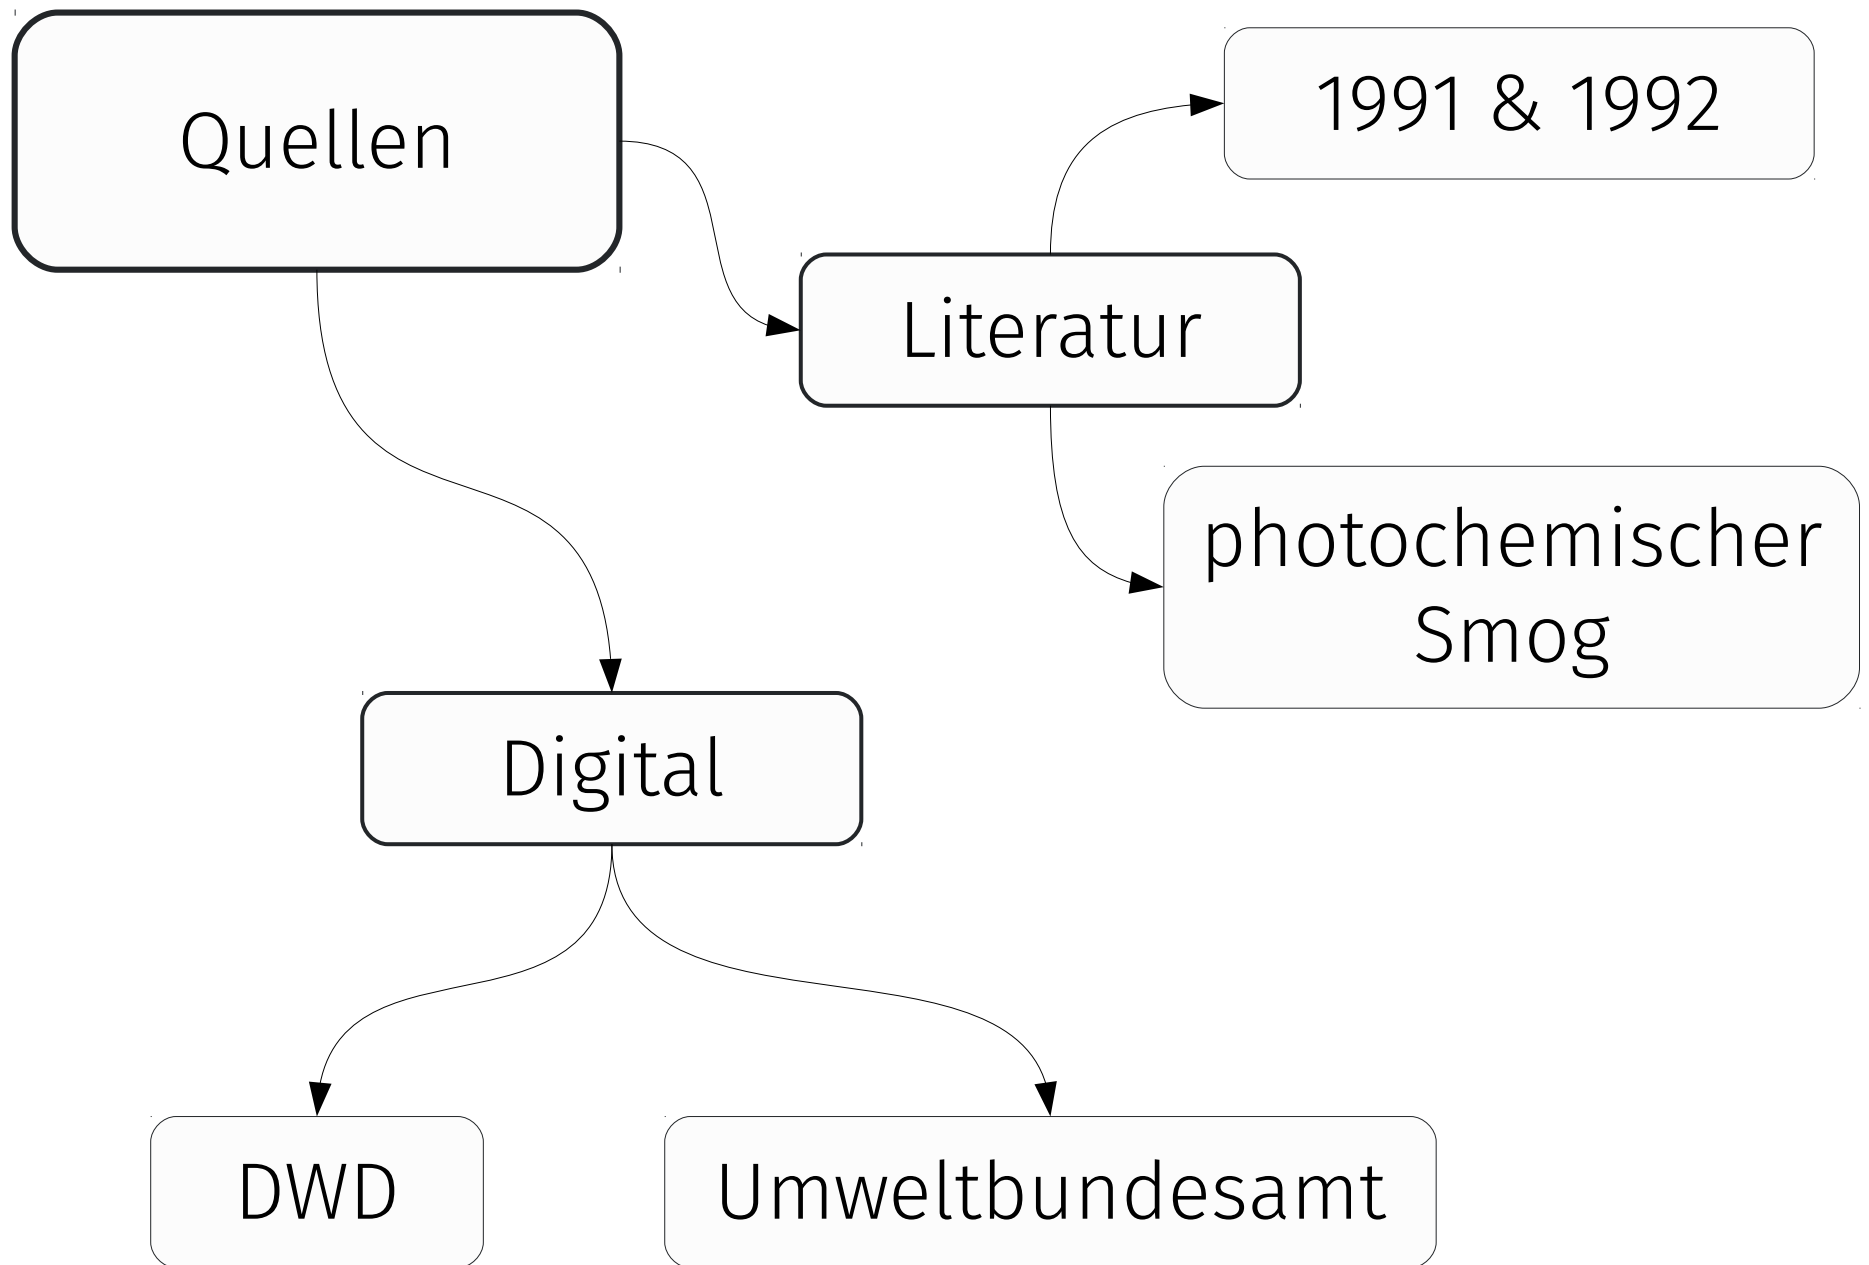 Quellen
1991 & 1992
Literatur
photochemischer
Smog
Digital
DWD
Umweltbundesamt